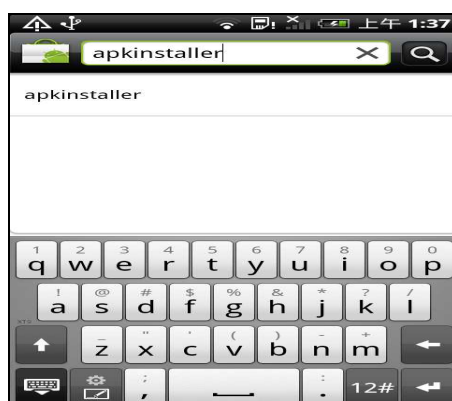 上午 1:37
apkinstaller
apkinstaller
1 2 3 4 5 6 7 8 9 0
q w e r t y u i o p
! @ # $ % & * ? /
a s d f g h j k l
_ " ' ( ) - +
z x c v b n m
; :
, . 12#